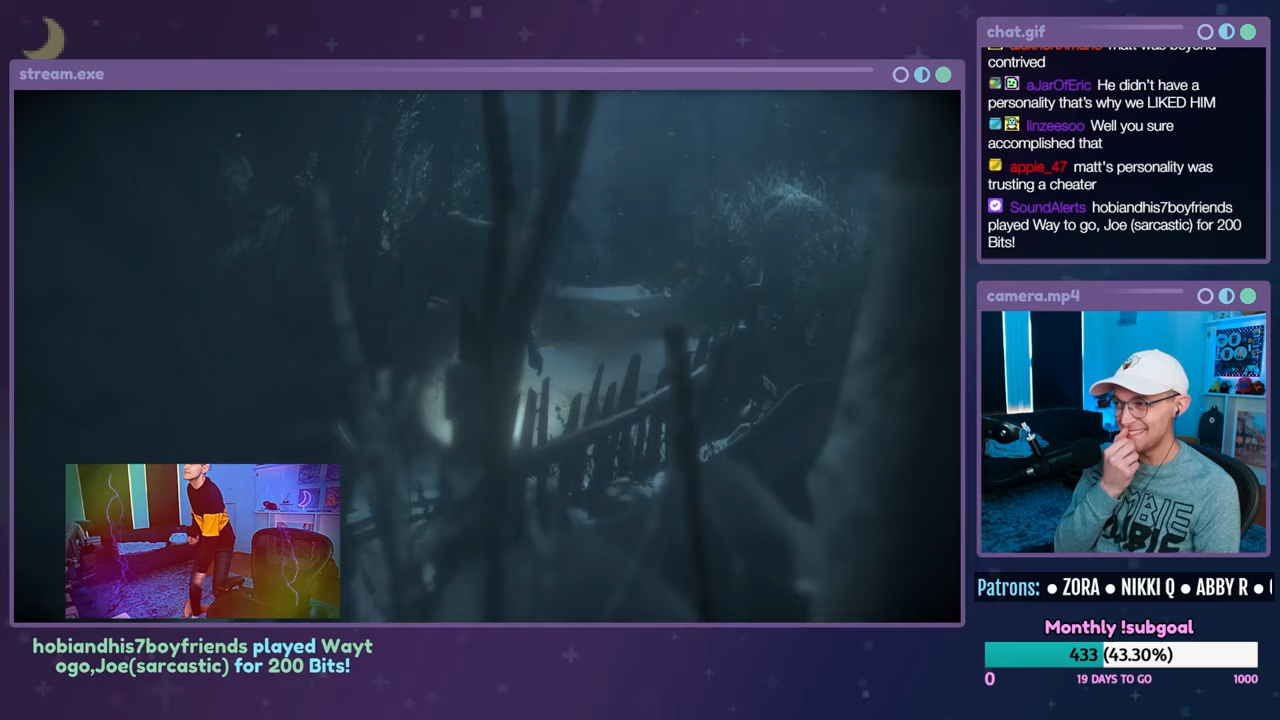 stream.exe
chat.gif
contrived
aJarOfEric He didn't have a
personality that's why we LIKED HIM
linzeesoo Well you sure
accomplished that
apple_47 matt's personality was
trusting a cheater
SoundAlerts hobiandhis7boyfriends
played Way to go, Joe (sarcastic) for 200
Bits!
camera.mp4
Patrons: ● ZORA ● NIKKI Q ● ABBY R ●
Monthly !subgoal
433 (43.30%)
0 19 DAYS TO GO 1000
hobiandhis7boyfriends played Wayt
ogo,Joe(sarcastic) for 200 Bits!